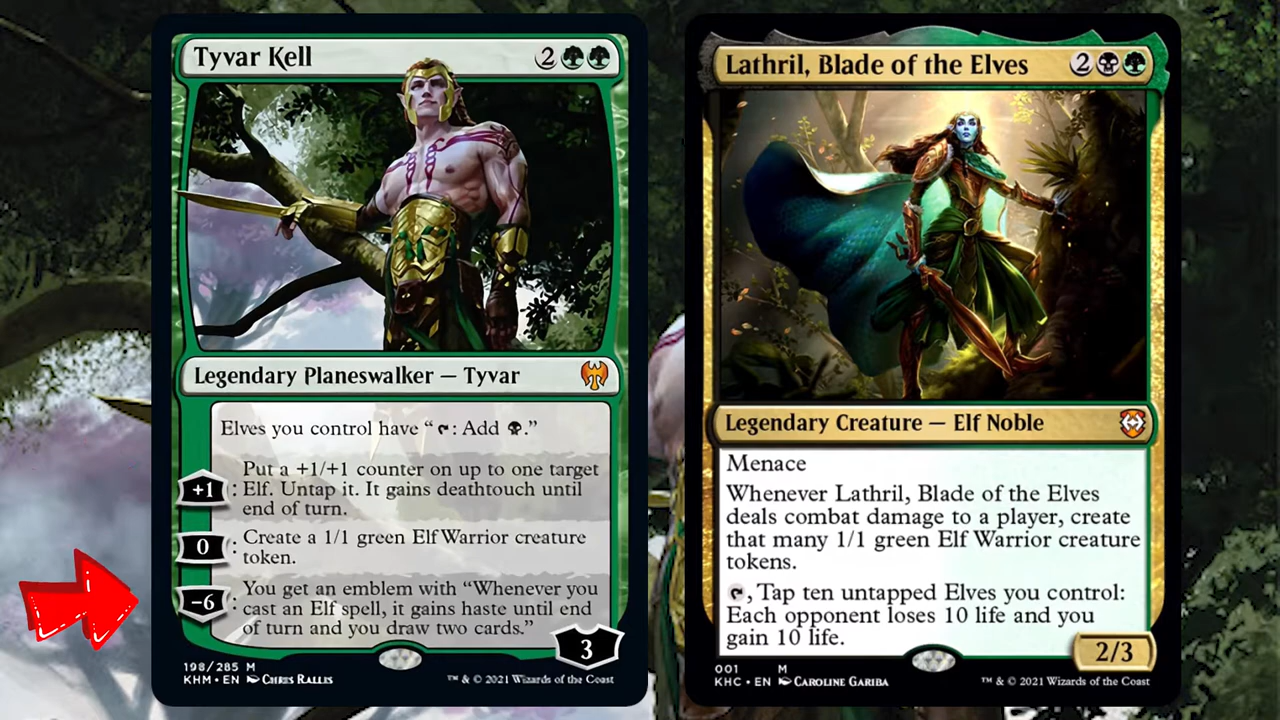 Tyvar Kell 2
Legendary Planeswalker — Tyvar
Elves you control have “: Add .”
+1: Put a +1/+1 counter on up to one target
Elf. Untap it. It gains deathtouch until
end of turn.
0: Create a 1/1 green Elf Warrior creature
token.
−6: You get an emblem with “Whenever you
cast an Elf spell, it gains haste until end
of turn and you draw two cards.”
3
198/285 M
KHM • EN Chris Rallis ™ & © 2021 Wizards of the Coast
Lathril, Blade of the Elves 2
Legendary Creature — Elf Noble
Menace
Whenever Lathril, Blade of the Elves
deals combat damage to a player, create
that many 1/1 green Elf Warrior creature
tokens.
, Tap ten untapped Elves you control:
Each opponent loses 10 life and you
gain 10 life.
2/3
001 M
KHC • EN Caroline Gariba ™ & © 2021 Wizards of the Coast